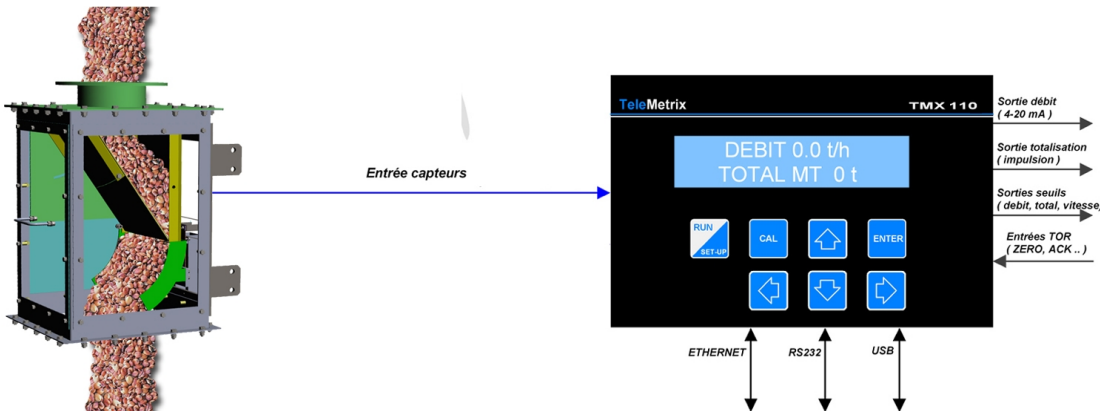 Entrée capteurs
TeleMetrix
TMX 110
DEBIT 0.0 t/h
TOTAL MT 0 t
RUN
SET-UP
CAL
ENTER
Sortie débit
( 4-20 mA )
Sortie totalisation
( impulsion )
Sorties seuils
( debit, total, vitesse
Entrées TOR
( ZERO, ACK .. )
ETHERNET
RS232
USB